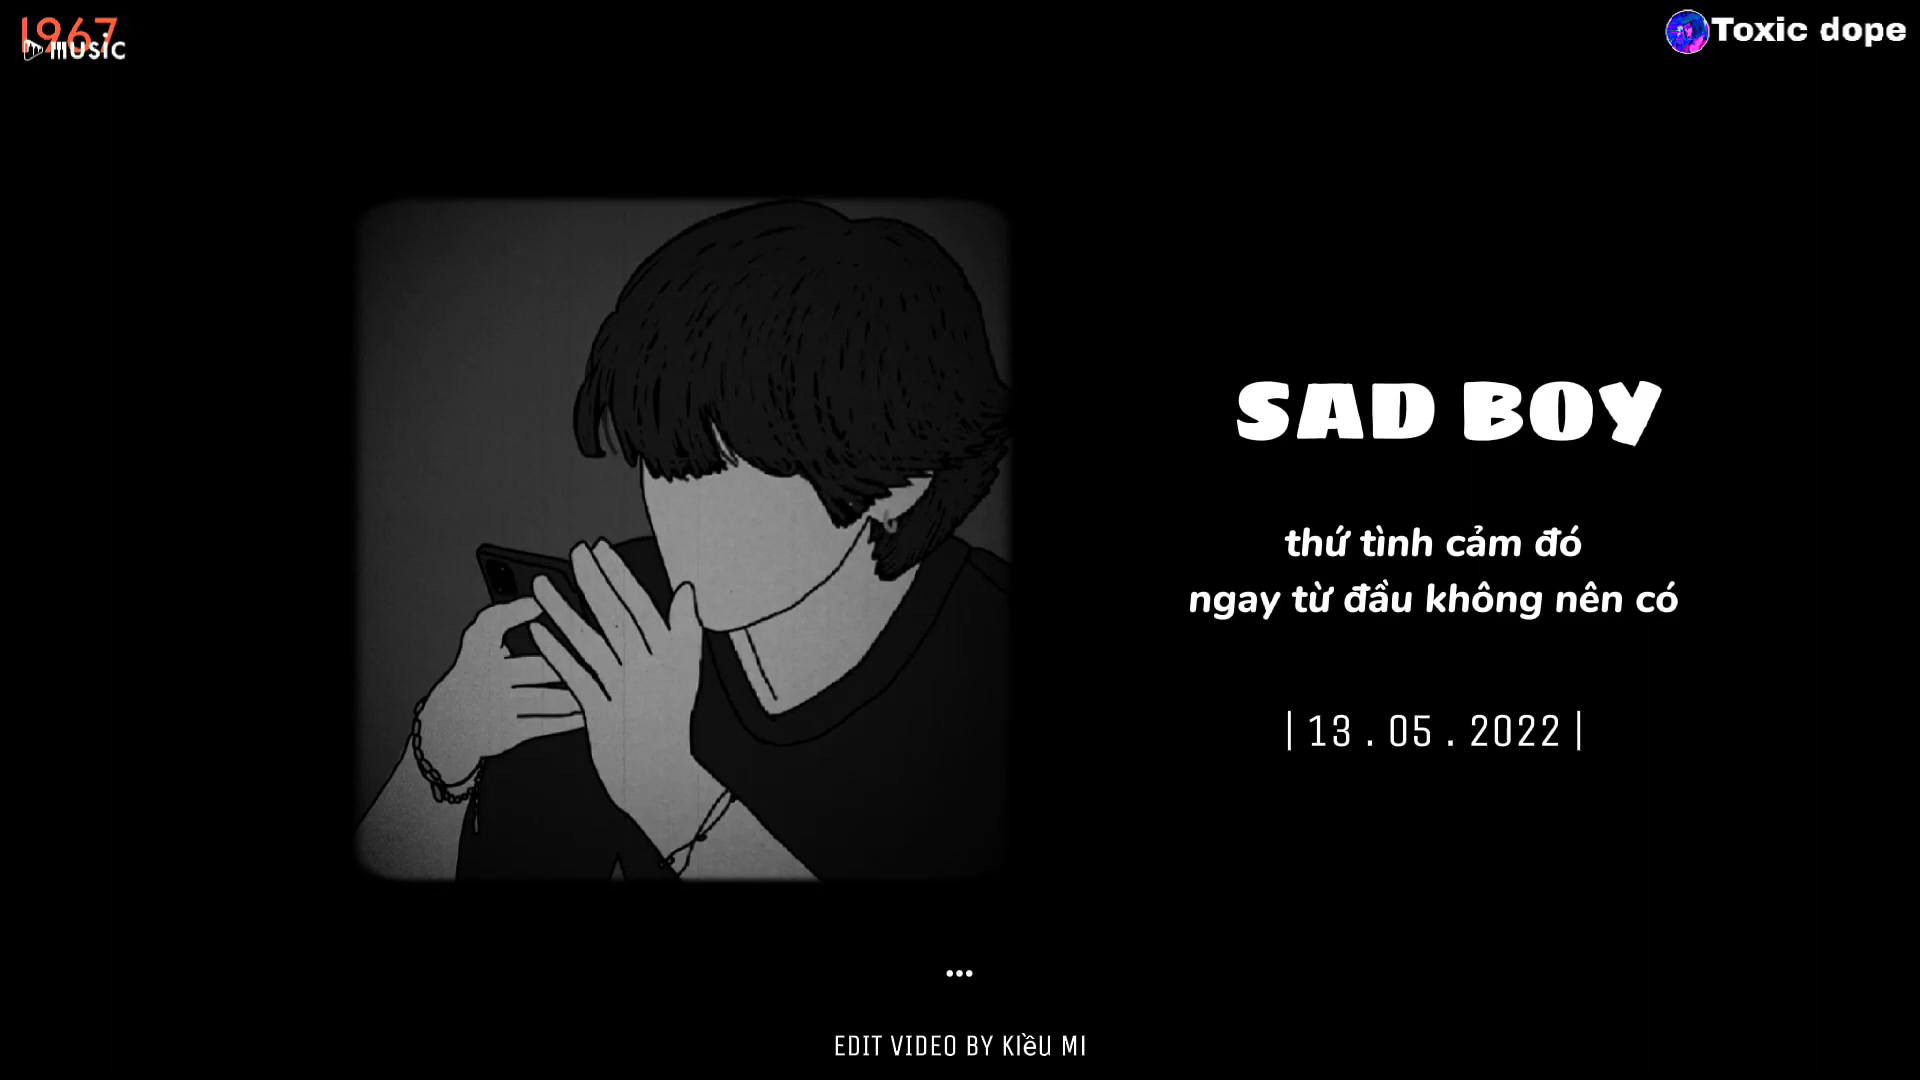 1967
MUSIC
Toxic dope
SAD BOY
thứ tình cảm đó
ngay từ đầu không nên có
| 13 . 05 . 2022 |
...
EDIT VIDEO BY KIềU MI